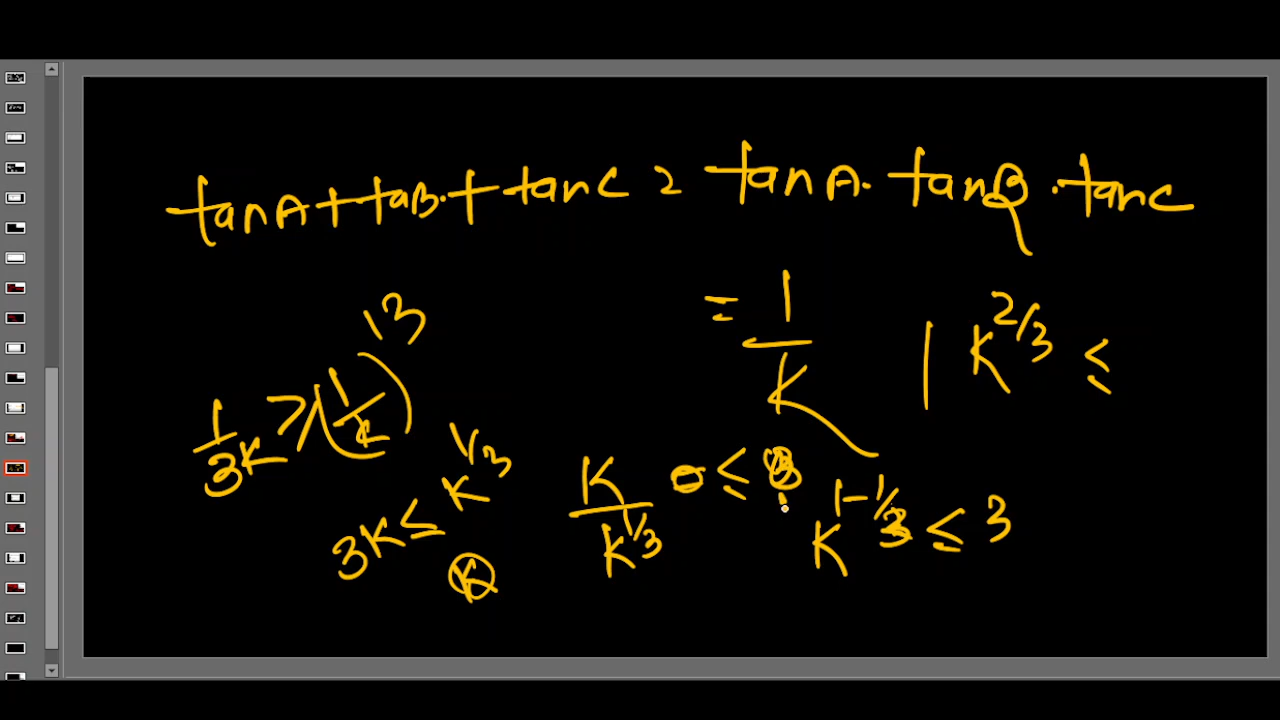 tanA + taB. + tanC = tanA. tanB . tanC
= 1/K
1/3K ≥ (1/K)^1/3
3K ≤ K^1/3
K
K/K^1/3 ≤
K^1-1/3 ≤ 3
| K^2/3 ≤